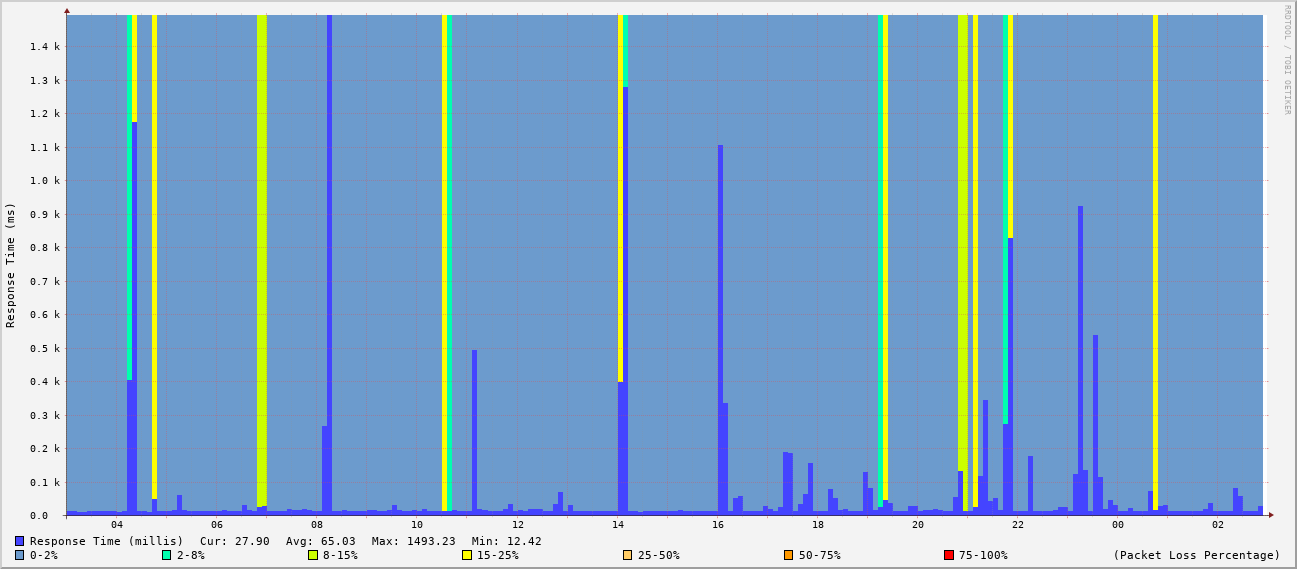 RRDTOOL / TOBI OETIKER
Response Time (ms)
1.4 k
1.3 k
1.2 k
1.1 k
1.0 k
0.9 k
0.8 k
0.7 k
0.6 k
0.5 k
0.4 k
0.3 k
0.2 k
0.1 k
0.0
04 06 08 10 12 14 16 18 20 22 00 02
Response Time (millis) Cur: 27.90 Avg: 65.03 Max: 1493.23 Min: 12.42
0-2% 2-8% 8-15% 15-25% 25-50% 50-75% 75-100% (Packet Loss Percentage)